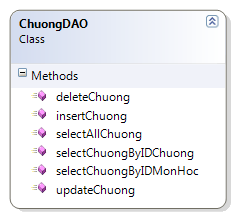 ChuongDAO
Class
Methods
deleteChuong
insertChuong
selectAllChuong
selectChuongByIDChuong
selectChuongByIDMonHoc
updateChuong